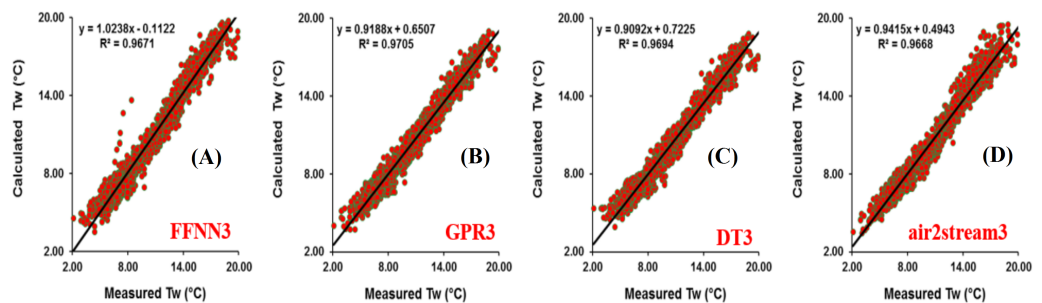 y = 1.0238x - 0.1122
R² = 0.9671
20.00
14.00
8.00
2.00
Calculated Tw (°C)
(A)
FFNN3
2.00 8.00 14.00 20.00
Measured Tw (°C)
y = 0.9188x + 0.6507
R² = 0.9705
20.00
14.00
8.00
2.00
Calculated Tw (°C)
(B)
GPR3
2.00 8.00 14.00 20.00
Measured Tw (°C)
y = 0.9092x + 0.7225
R² = 0.9694
20.00
14.00
8.00
2.00
Calculated Tw (°C)
(C)
DT3
2.00 8.00 14.00 20.00
Measured Tw (°C)
y = 0.9415x + 0.4943
R² = 0.9668
20.00
14.00
8.00
2.00
Calculated Tw (°C)
(D)
air2stream3
2.00 8.00 14.00 20.00
Measured Tw (°C)